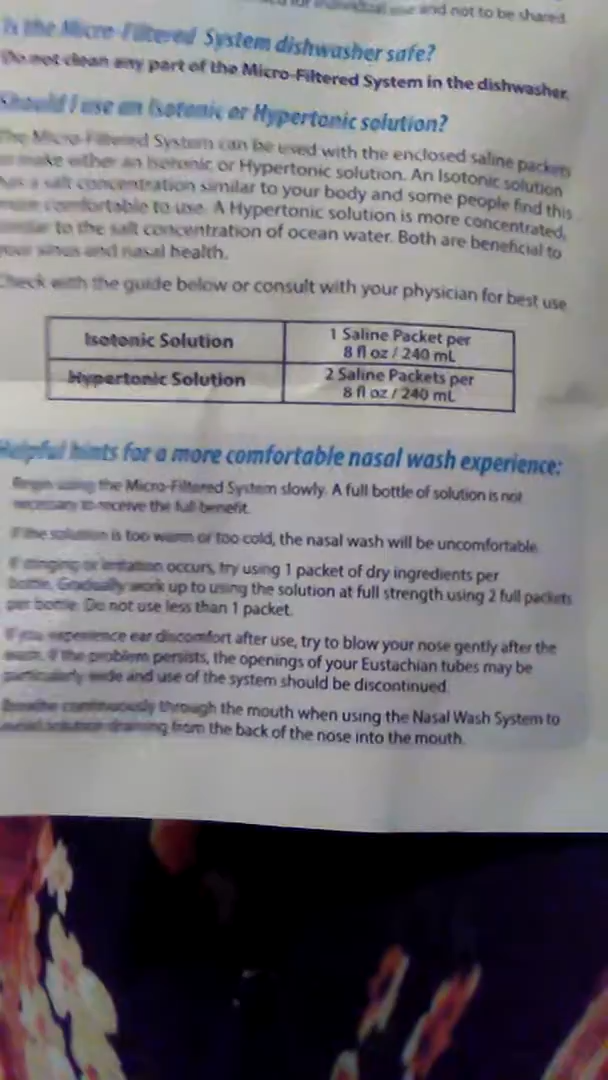 for individual use and not to be shared.
Is the Micro-Filtered System dishwasher safe?
Do not clean any part of the Micro-Filtered System in the dishwasher.
Should I use an Isotonic or Hypertonic solution?
The Micro-Filtered System can be used with the enclosed saline packets
to make either an Isotonic or Hypertonic solution. An Isotonic solution
has a salt concentration similar to your body and some people find this
more comfortable to use. A Hypertonic solution is more concentrated,
similar to the salt concentration of ocean water. Both are beneficial to
your sinus and nasal health.
Check with the guide below or consult with your physician for best use
Isotonic Solution
1 Saline Packet per
8 fl oz / 240 mL
Hypertonic Solution
2 Saline Packets per
8 fl oz / 240 mL
Helpful hints for a more comfortable nasal wash experience:
Begin using the Micro-Filtered System slowly. A full bottle of solution is not
necessary to receive the full benefit.
If the solution is too warm or too cold, the nasal wash will be uncomfortable.
If stinging or irritation occurs, try using 1 packet of dry ingredients per
bottle. Gradually work up to using the solution at full strength using 2 full packets
per bottle. Do not use less than 1 packet.
If you experience ear discomfort after use, try to blow your nose gently after the
wash. If the problem persists, the openings of your Eustachian tubes may be
particularly wide and use of the system should be discontinued.
Breathe continuously through the mouth when using the Nasal Wash System to
avoid solution draining from the back of the nose into the mouth.